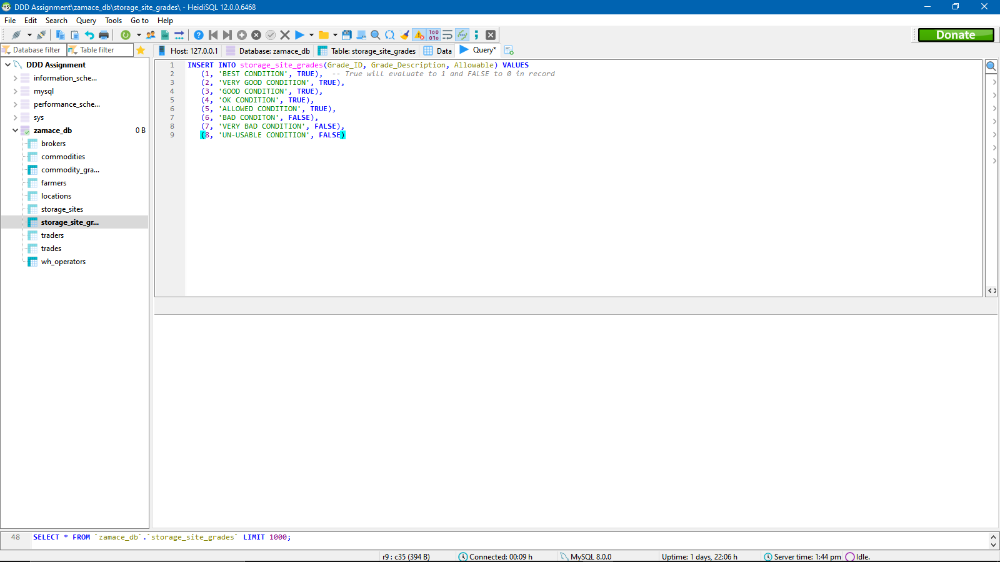 DDD Assignment\zamace_db\storage_site_grades\ - HeidiSQL 12.0.0.6468
File Edit Search Query Tools Go to Help
Donate
Database filter Table filter Host: 127.0.0.1 Database: zamace_db Table: storage_site_grades Data Query*
DDD Assignment
information_sche...
mysql
performance_sche...
sys
zamace_db 0 B
brokers
commodities
commodity_gra...
farmers
locations
storage_sites
storage_site_gr...
traders
trades
wh_operators
1 INSERT INTO storage_site_grades(Grade_ID, Grade_Description, Allowable) VALUES
2 (1, 'BEST CONDITION', TRUE), -- True will evaluate to 1 and FALSE to 0 in record
3 (2, 'VERY GOOD CONDITION', TRUE),
4 (3, 'GOOD CONDITION', TRUE),
5 (4, 'OK CONDITION', TRUE),
6 (5, 'ALLOWED CONDITION', TRUE),
7 (6, 'BAD CONDITON', FALSE),
8 (7, 'VERY BAD CONDITION', FALSE),
9 (8, 'UN-USABLE CONDITION', FALSE)
48 SELECT * FROM `zamace_db`.`storage_site_grades` LIMIT 1000;
r9 : c35 (394 B) Connected: 00:09 h MySQL 8.0.0 Uptime: 1 days, 22:06 h Server time: 1:44 pm Idle.